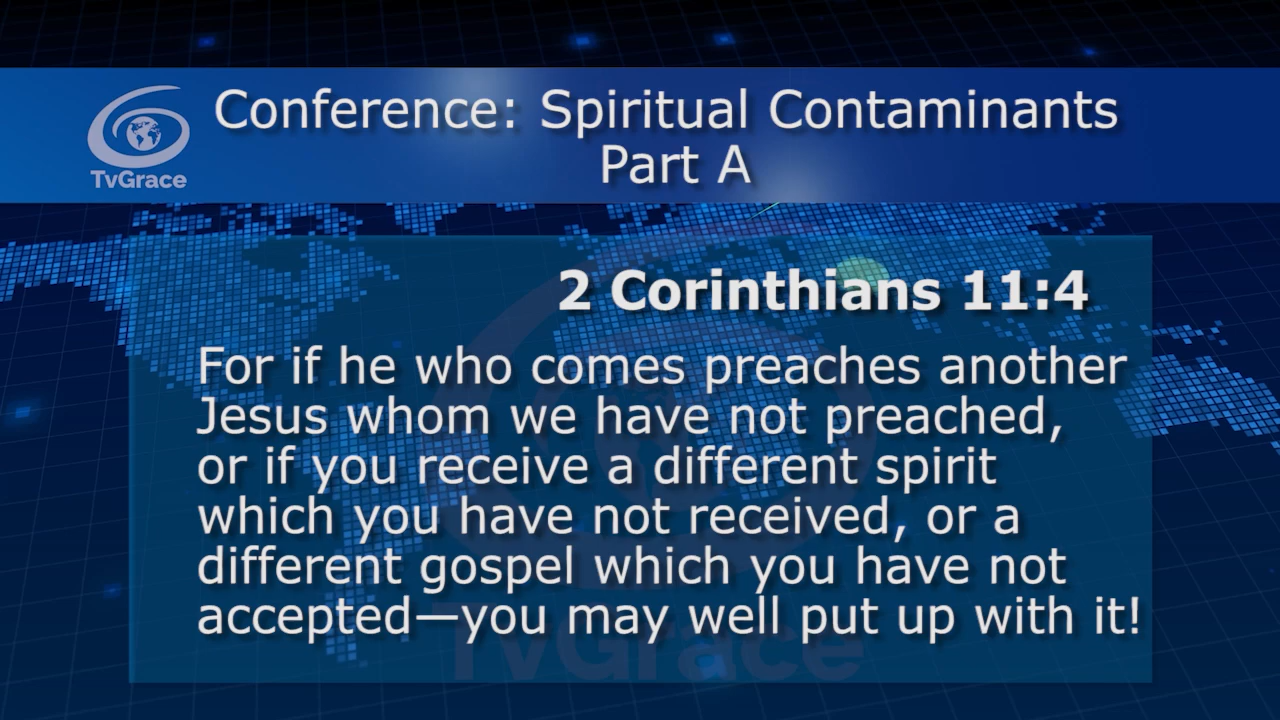 Conference: Spiritual Contaminants
Part A
TvGrace
2 Corinthians 11:4
For if he who comes preaches another
Jesus whom we have not preached,
or if you receive a different spirit
which you have not received, or a
different gospel which you have not
accepted—you may well put up with it!
TvGrace